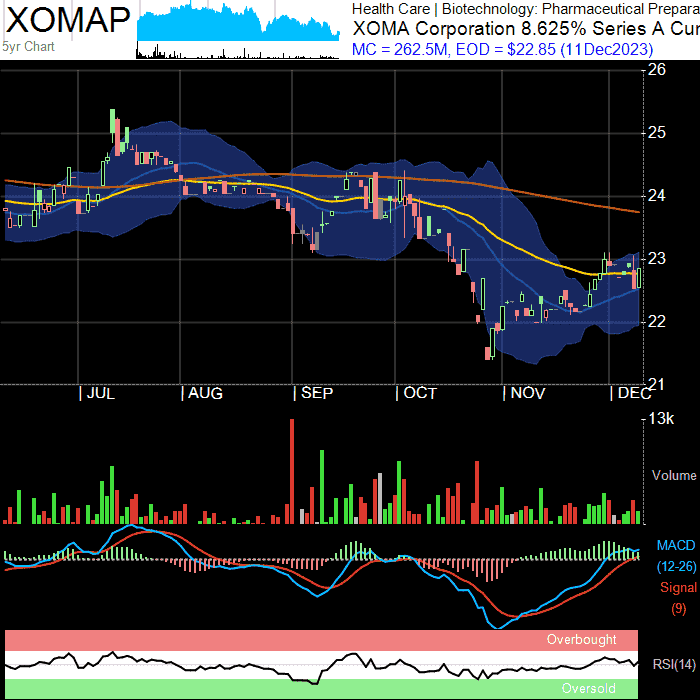 XOMAP
5yr Chart
Health Care | Biotechnology: Pharmaceutical Prepara
XOMA Corporation 8.625% Series A Cur
MC = 262.5M, EOD = $22.85 (11Dec2023)
26
25
24
23
22
21
| JUL | AUG | SEP | OCT | NOV | DEC
13k
Volume
MACD
(12-26)
Signal
(9)
Overbought
RSI(14)
Oversold